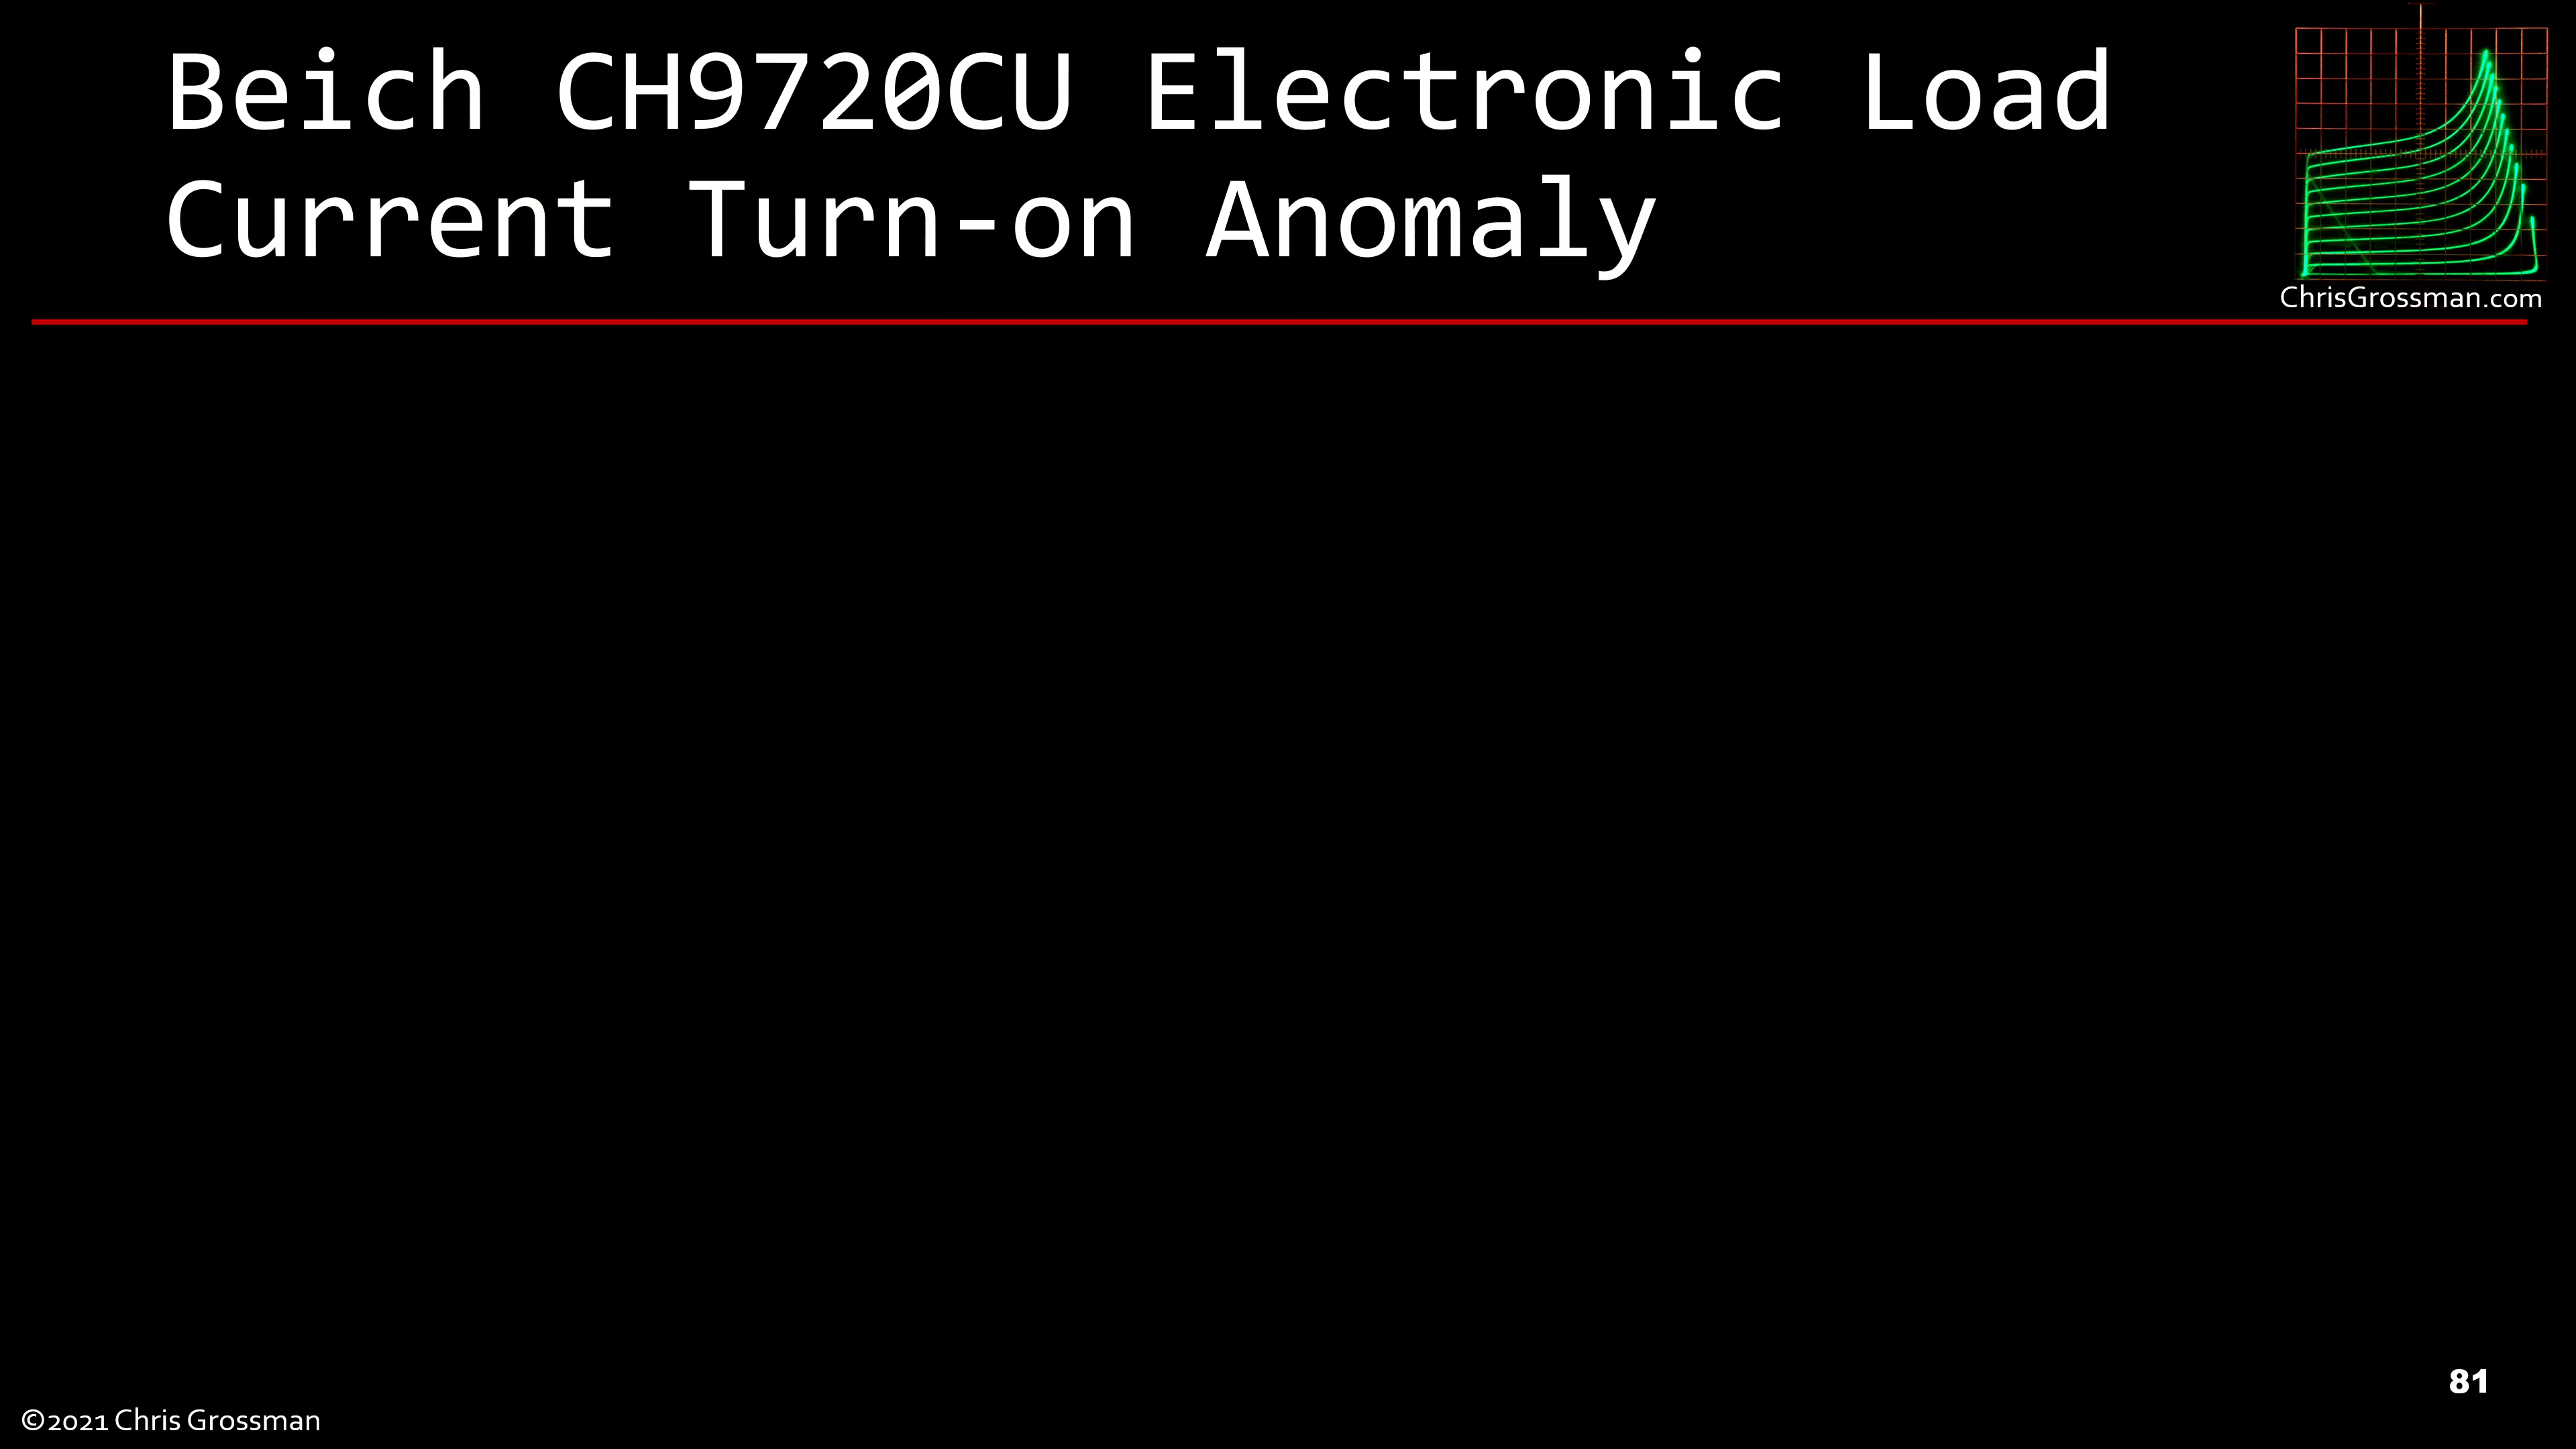 Beich CH9720CU Electronic Load
Current Turn-on Anomaly
ChrisGrossman.com
81
©2021 Chris Grossman